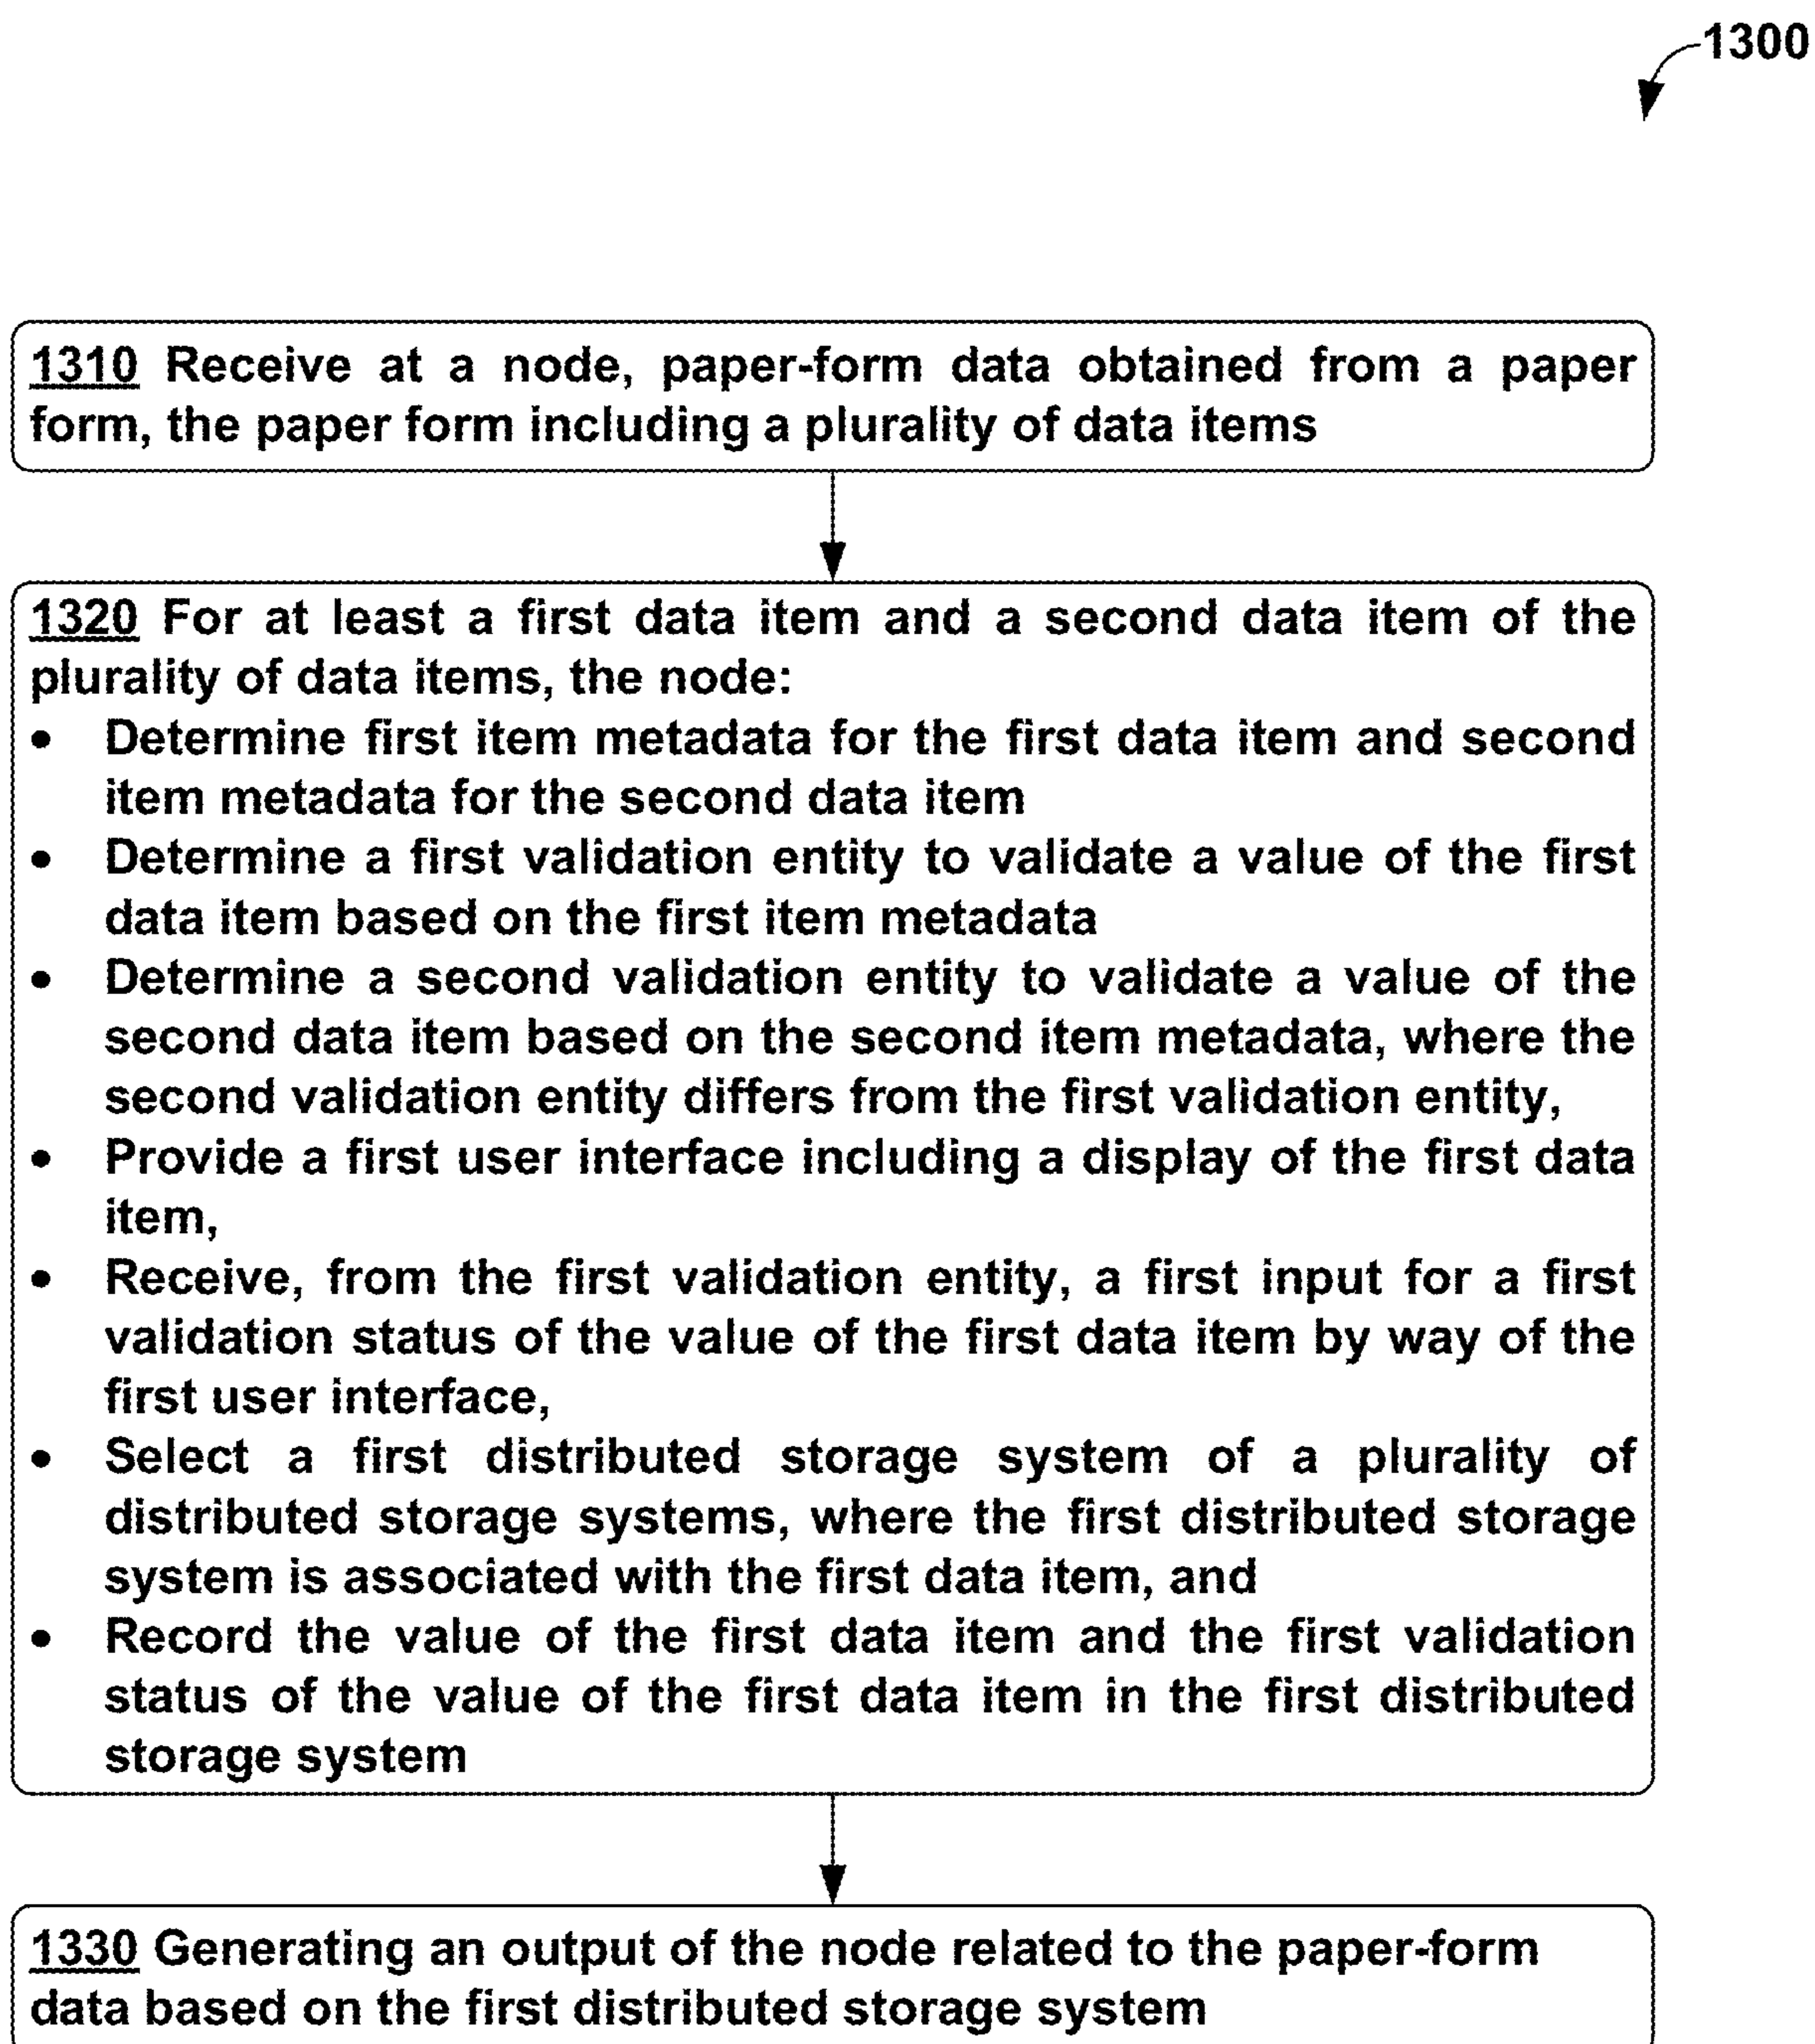 1300
1310 Receive at a node, paper-form data obtained from a paper
form, the paper form including a plurality of data items
1320 For at least a first data item and a second data item of the
plurality of data items, the node:
• Determine first item metadata for the first data item and second
item metadata for the second data item
• Determine a first validation entity to validate a value of the first
data item based on the first item metadata
• Determine a second validation entity to validate a value of the
second data item based on the second item metadata, where the
second validation entity differs from the first validation entity,
• Provide a first user interface including a display of the first data
item,
• Receive, from the first validation entity, a first input for a first
validation status of the value of the first data item by way of the
first user interface,
• Select a first distributed storage system of a plurality of
distributed storage systems, where the first distributed storage
system is associated with the first data item, and
• Record the value of the first data item and the first validation
status of the value of the first data item in the first distributed
storage system
1330 Generating an output of the node related to the paper-form
data based on the first distributed storage system